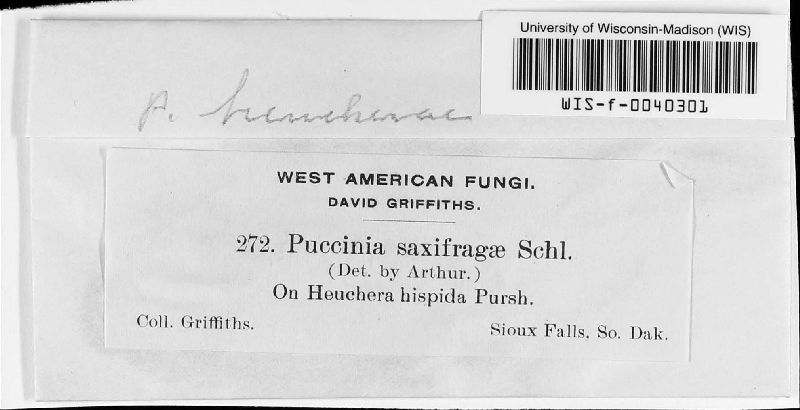 University of Wisconsin-Madison (WIS)
WIS-f-0040301
P. heucherae
WEST AMERICAN FUNGI.
DAVID GRIFFITHS.
272. Puccinia saxifragæ Schl.
(Det. by Arthur.)
On Heuchera hispida Pursh.
Coll. Griffiths.
Sioux Falls, So. Dak.